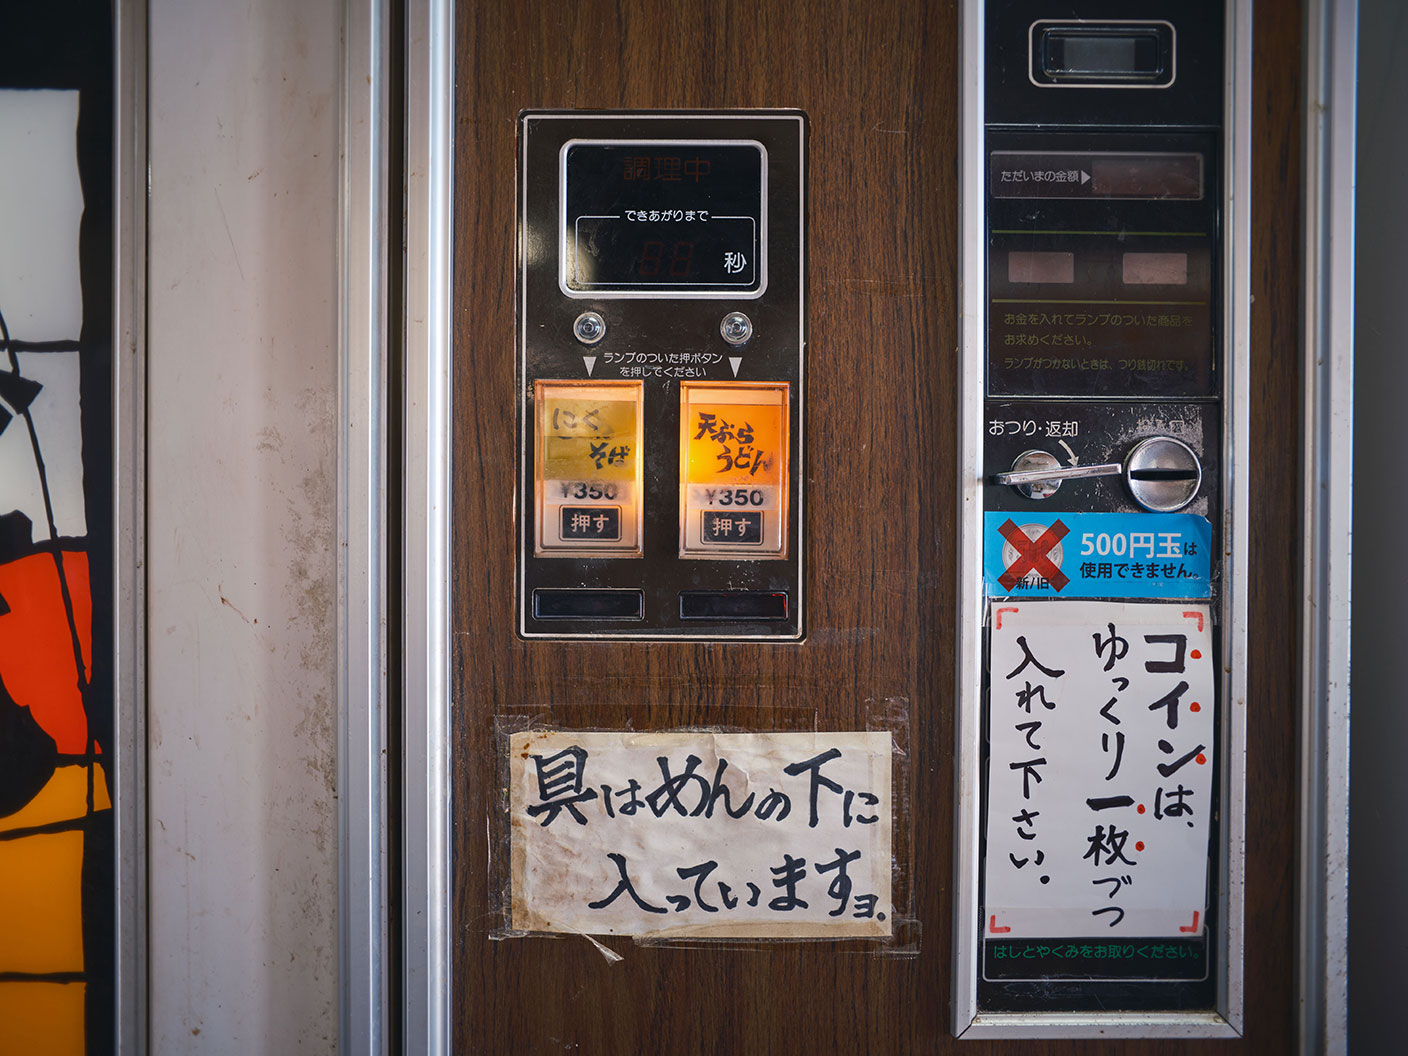 調理中
できあがりまで
88
秒
ランプのついた押ボタン
を押してください
にく
そば
¥350
押す
天ぷら
うどん
¥350
押す
具はめんの下に
入っていますョ.
ただいまの金額▶
お金を入れてランプのついた商品を
お求めください。
ランプがつかないときは、つり銭切れです。
おつり・返却
500円玉は
使用できません。
新/旧
コインは、
ゆっくり一枚づつ
入れて下さい。
はしとやくみをお取りください。